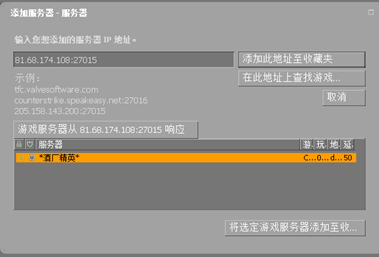 添加服务器 - 服务器
输入您想添加的服务器 IP 地址。
81.68.174.108:27015
添加此地址至收藏夹
在此地址上查找游戏...
取消
示例:
tfc.valvesoftware.com
counterstrike.speakeasy.net:27016
205.158.143.200:27015
游戏服务器从 81.68.174.108:27015 响应
服务器 游. 玩. 地. 延.
*酒厂精英* C... 0... d... 50
将选定游戏服务器添加至收...